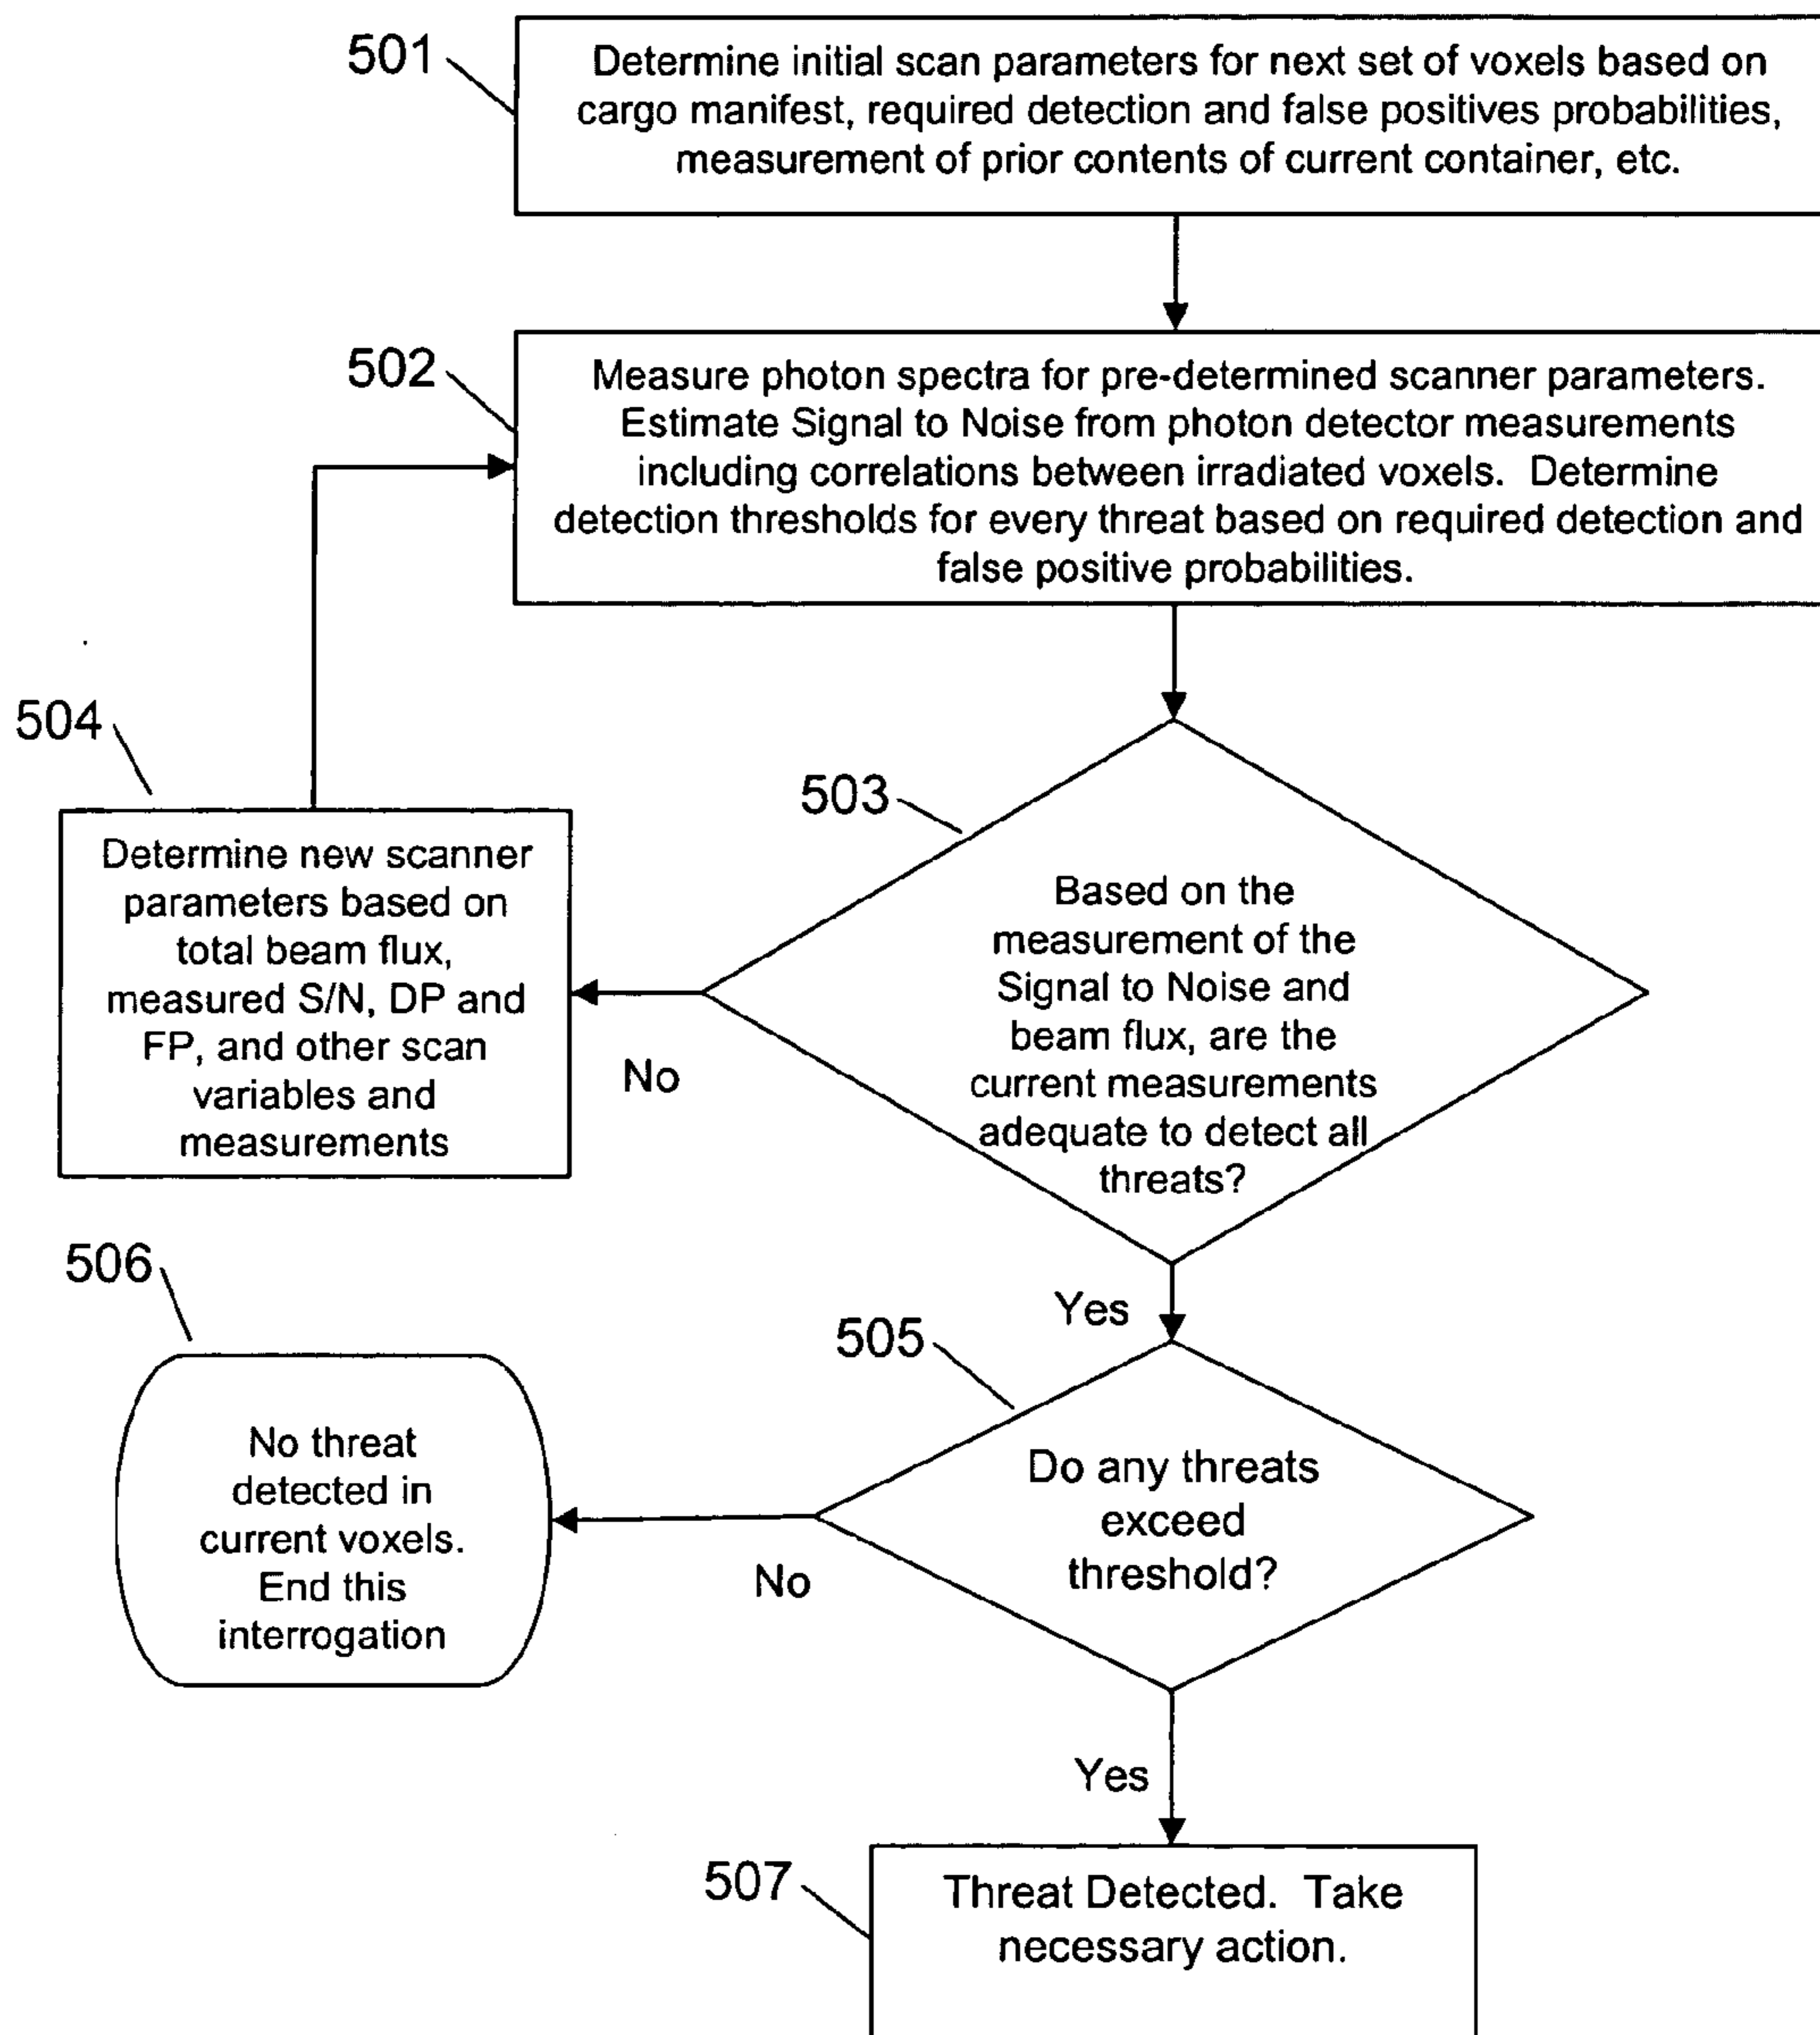 501
Determine initial scan parameters for next set of voxels based on
cargo manifest, required detection and false positives probabilities,
measurement of prior contents of current container, etc.
502
Measure photon spectra for pre-determined scanner parameters.
Estimate Signal to Noise from photon detector measurements
including correlations between irradiated voxels. Determine
detection thresholds for every threat based on required detection and
false positive probabilities.
504
Determine new scanner
parameters based on
total beam flux,
measured S/N, DP and
FP, and other scan
variables and
measurements
503
Based on the
measurement of the
Signal to Noise and
beam flux, are the
current measurements
adequate to detect all
threats?
No
Yes
506
No threat
detected in
current voxels.
End this
interrogation
505
Do any threats
exceed
threshold?
No
Yes
507
Threat Detected. Take
necessary action.